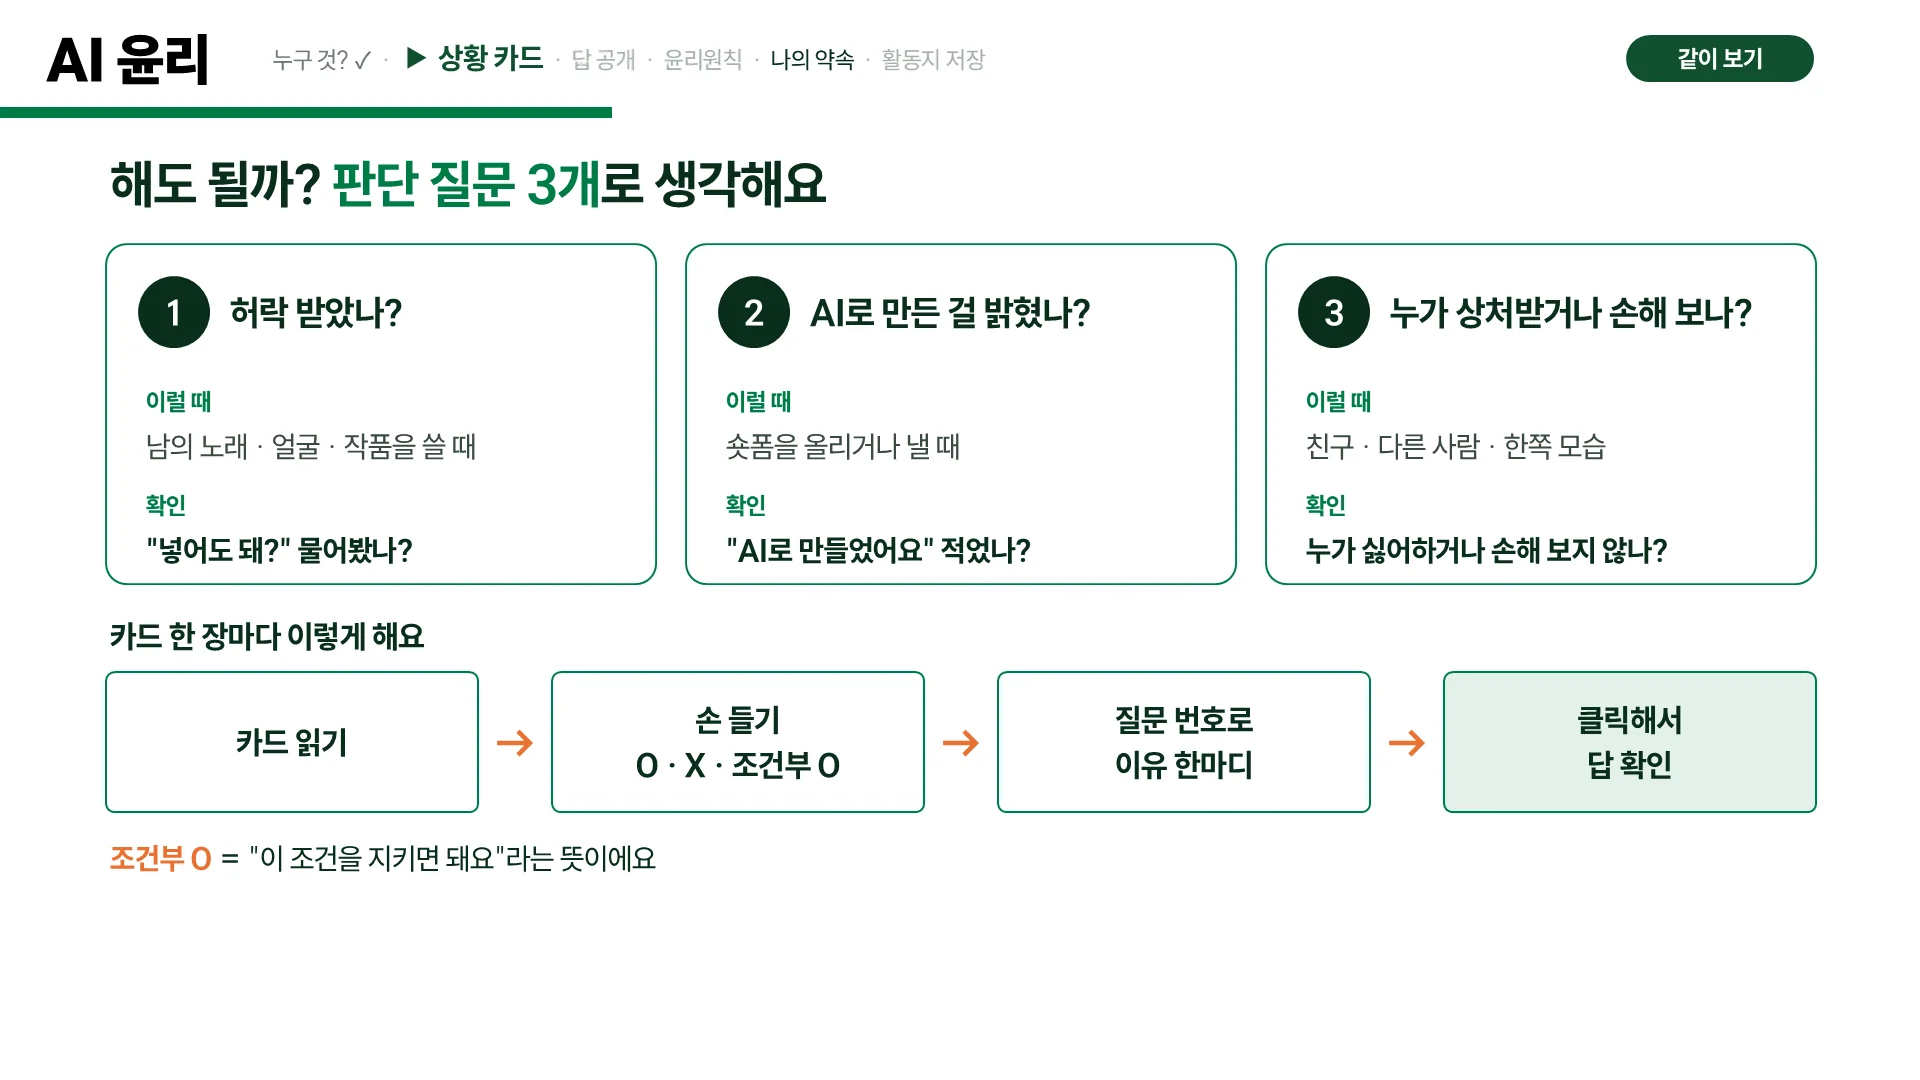 AI 윤리
누구 것? ✓ · ▶ 상황 카드 · 답 공개 · 윤리원칙 · 나의 약속 · 활동지 저장
같이 보기
해도 될까? 판단 질문 3개로 생각해요
1 허락 받았나?
이럴 때
남의 노래 · 얼굴 · 작품을 쓸 때
확인
"넣어도 돼?" 물어봤나?
2 AI로 만든 걸 밝혔나?
이럴 때
숏폼을 올리거나 낼 때
확인
"AI로 만들었어요" 적었나?
3 누가 상처받거나 손해 보나?
이럴 때
친구 · 다른 사람 · 한쪽 모습
확인
누가 싫어하거나 손해 보지 않나?
카드 한 장마다 이렇게 해요
카드 읽기
→
손 들기
O · X · 조건부 O
→
질문 번호로
이유 한마디
→
클릭해서
답 확인
조건부 O = "이 조건을 지키면 돼요"라는 뜻이에요